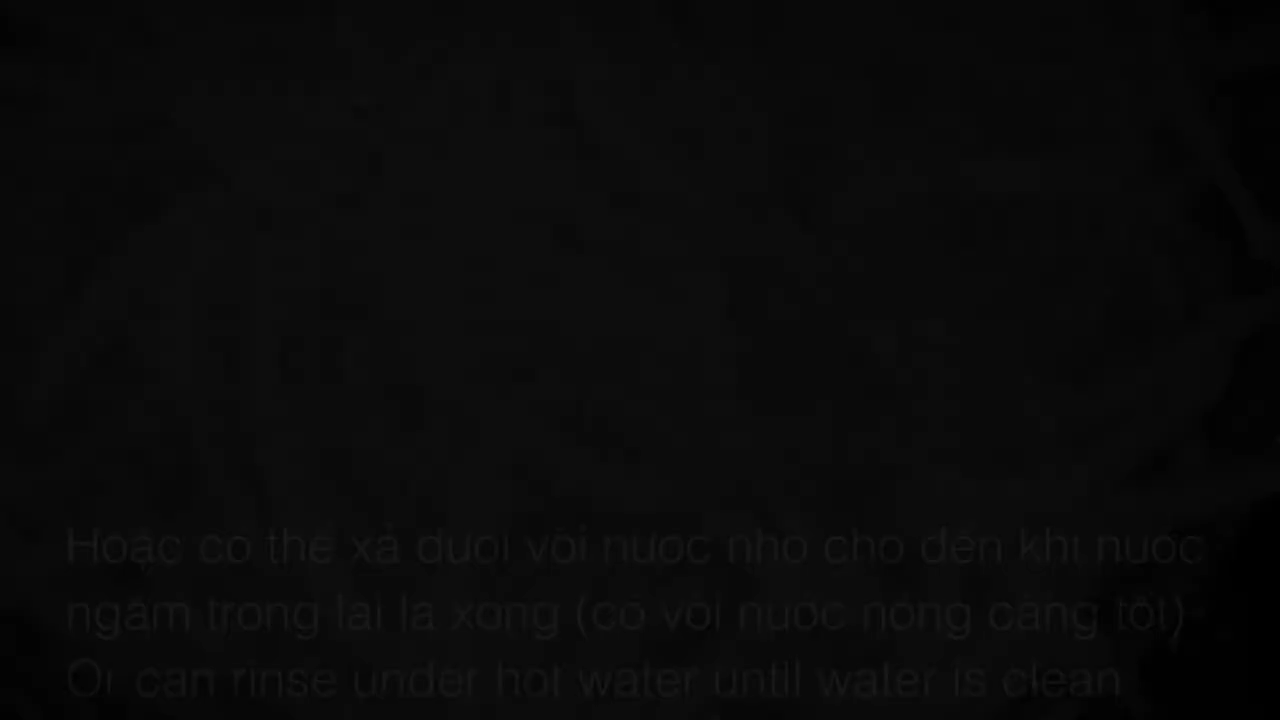 Hoặc có thể xả dưới vòi nước nhỏ cho đến khi nước
ngâm trong lại là xong (có vòi nước nóng càng tốt)
Or can rinse under hot water until water is clean